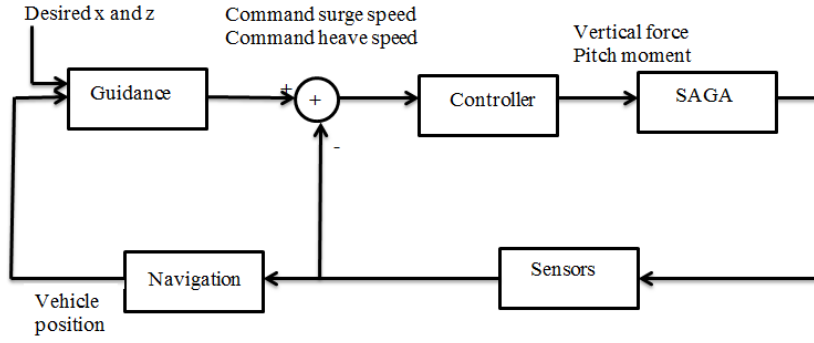 Desired x and z
Command surge speed
Command heave speed
Vertical force
Pitch moment
Guidance
+
+
Controller
SAGA
-
Navigation
Sensors
Vehicle
position